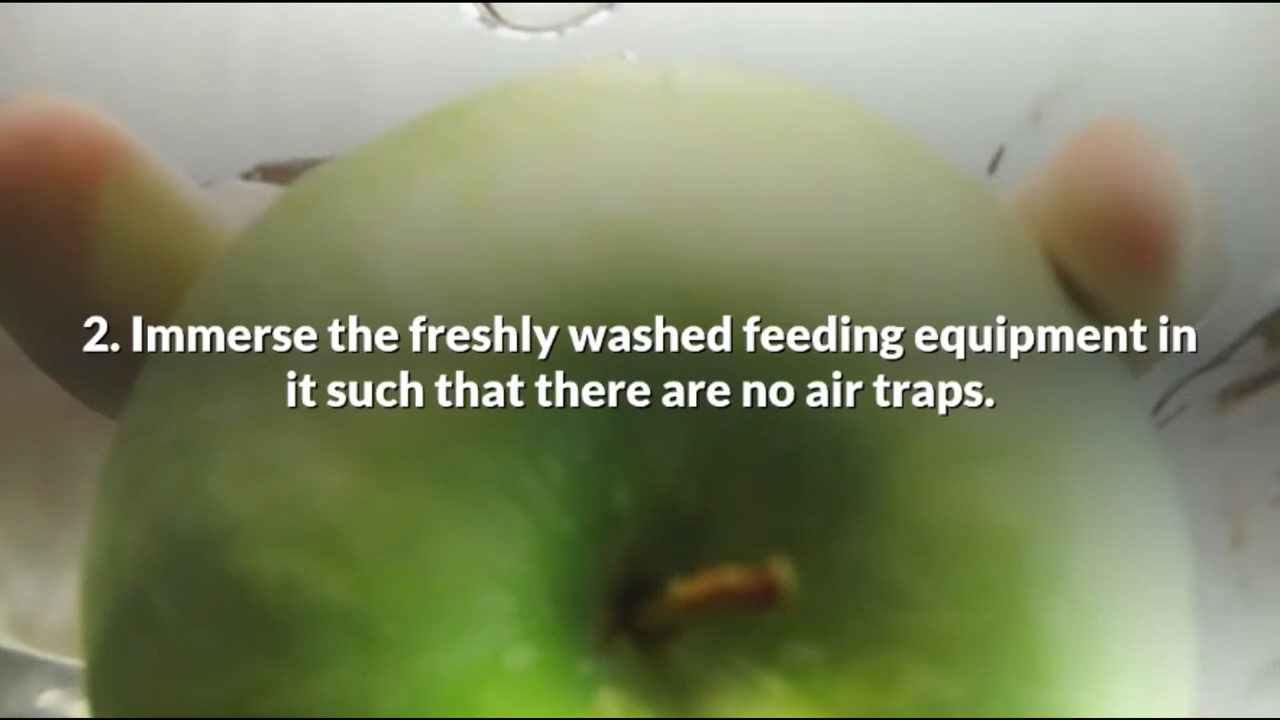 2. Immerse the freshly washed feeding equipment in
it such that there are no air traps.